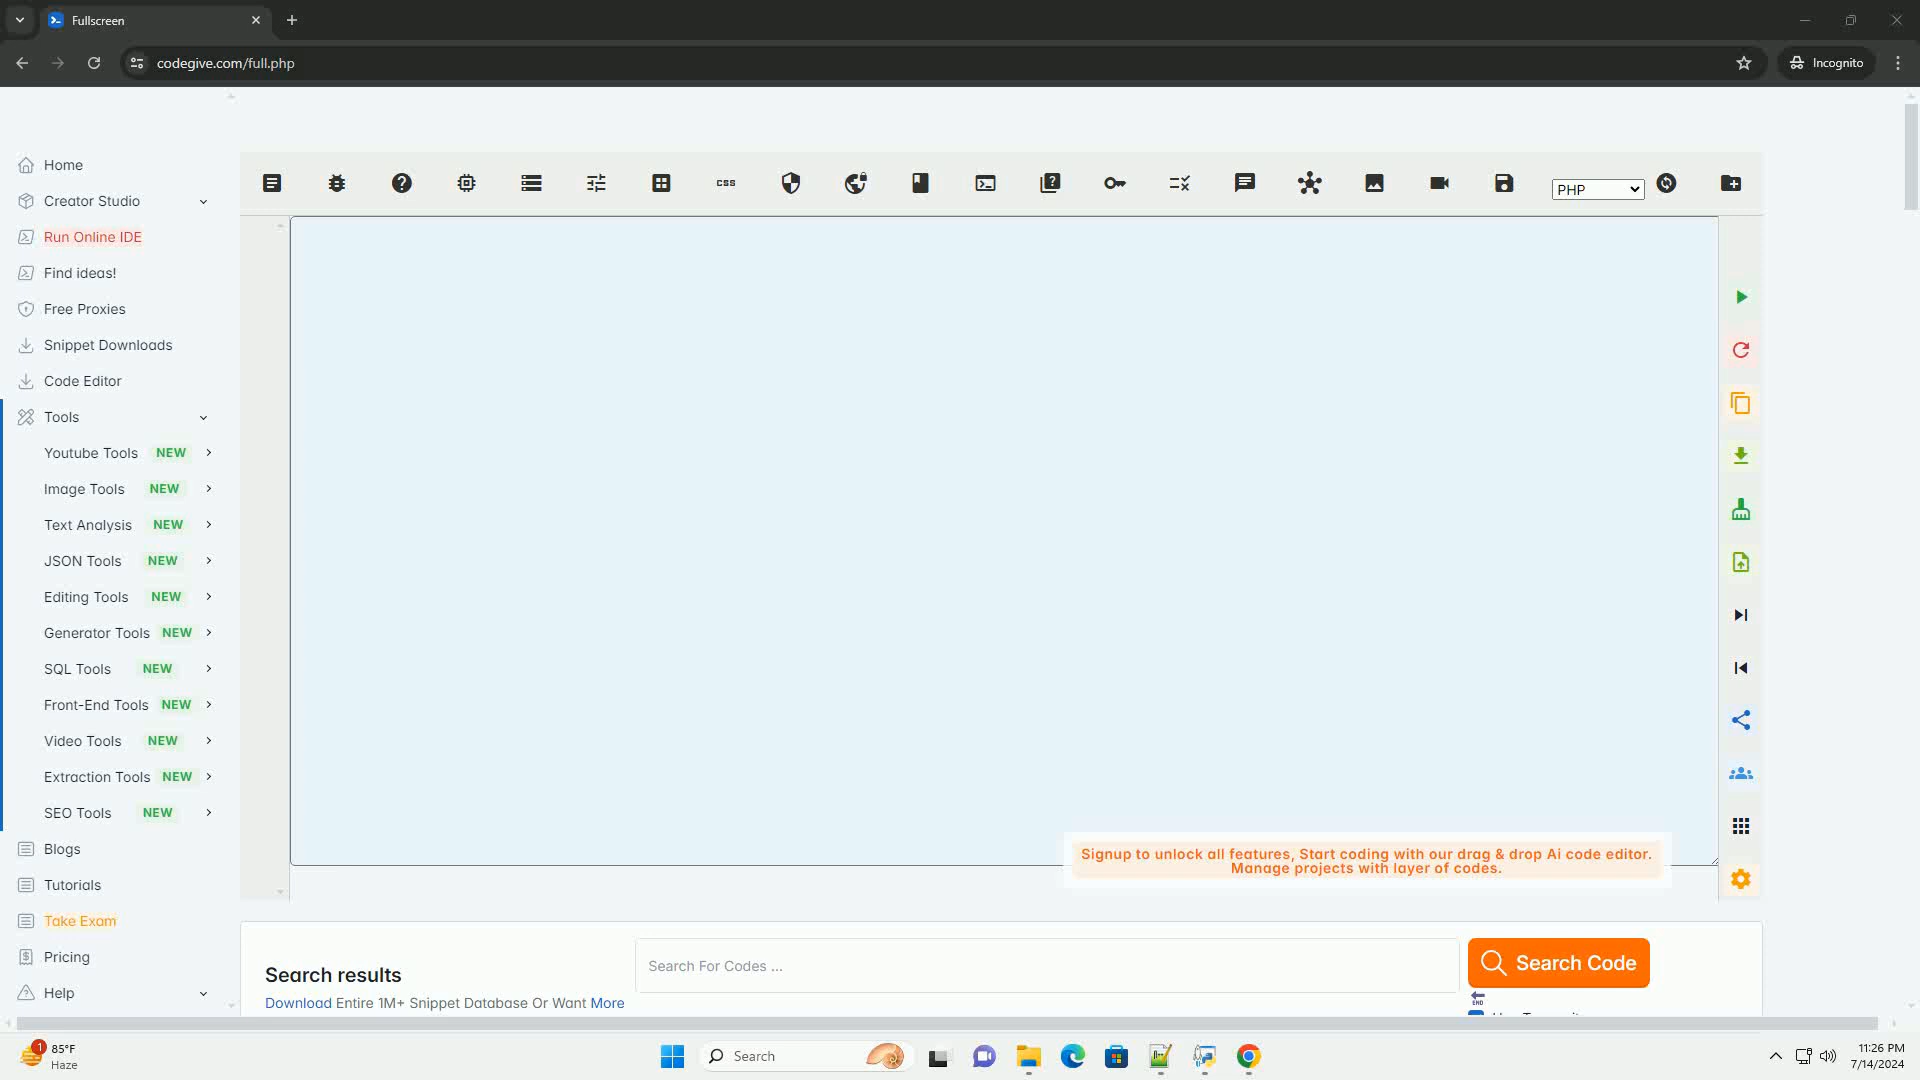 Fullscreen
codegive.com/full.php
Incognito
Home
Creator Studio
Run Online IDE
Find ideas!
Free Proxies
Snippet Downloads
Code Editor
Tools
Youtube Tools NEW
Image Tools NEW
Text Analysis NEW
JSON Tools NEW
Editing Tools NEW
Generator Tools NEW
SQL Tools NEW
Front-End Tools NEW
Video Tools NEW
Extraction Tools NEW
SEO Tools NEW
Blogs
Tutorials
Take Exam
Pricing
Help
css
PHP
Signup to unlock all features, Start coding with our drag & drop Ai code editor.
Manage projects with layer of codes.
Search results
Search For Codes ...
Search Code
Download Entire 1M+ Snippet Database Or Want More
END
1
85°F
Haze
Search
11:26 PM
7/14/2024